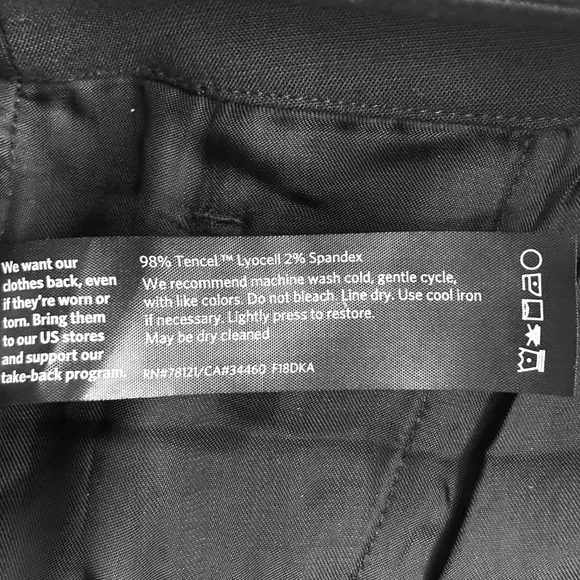 We want our
clothes back, even
if they're worn or
torn. Bring them
to our US stores
and support our
take-back program.
98% Tencel™ Lyocell 2% Spandex
We recommend machine wash cold, gentle cycle,
with like colors. Do not bleach. Line dry. Use cool iron
if necessary. Lightly press to restore.
May be dry cleaned
RN#78121/CA#34460 F18DKA